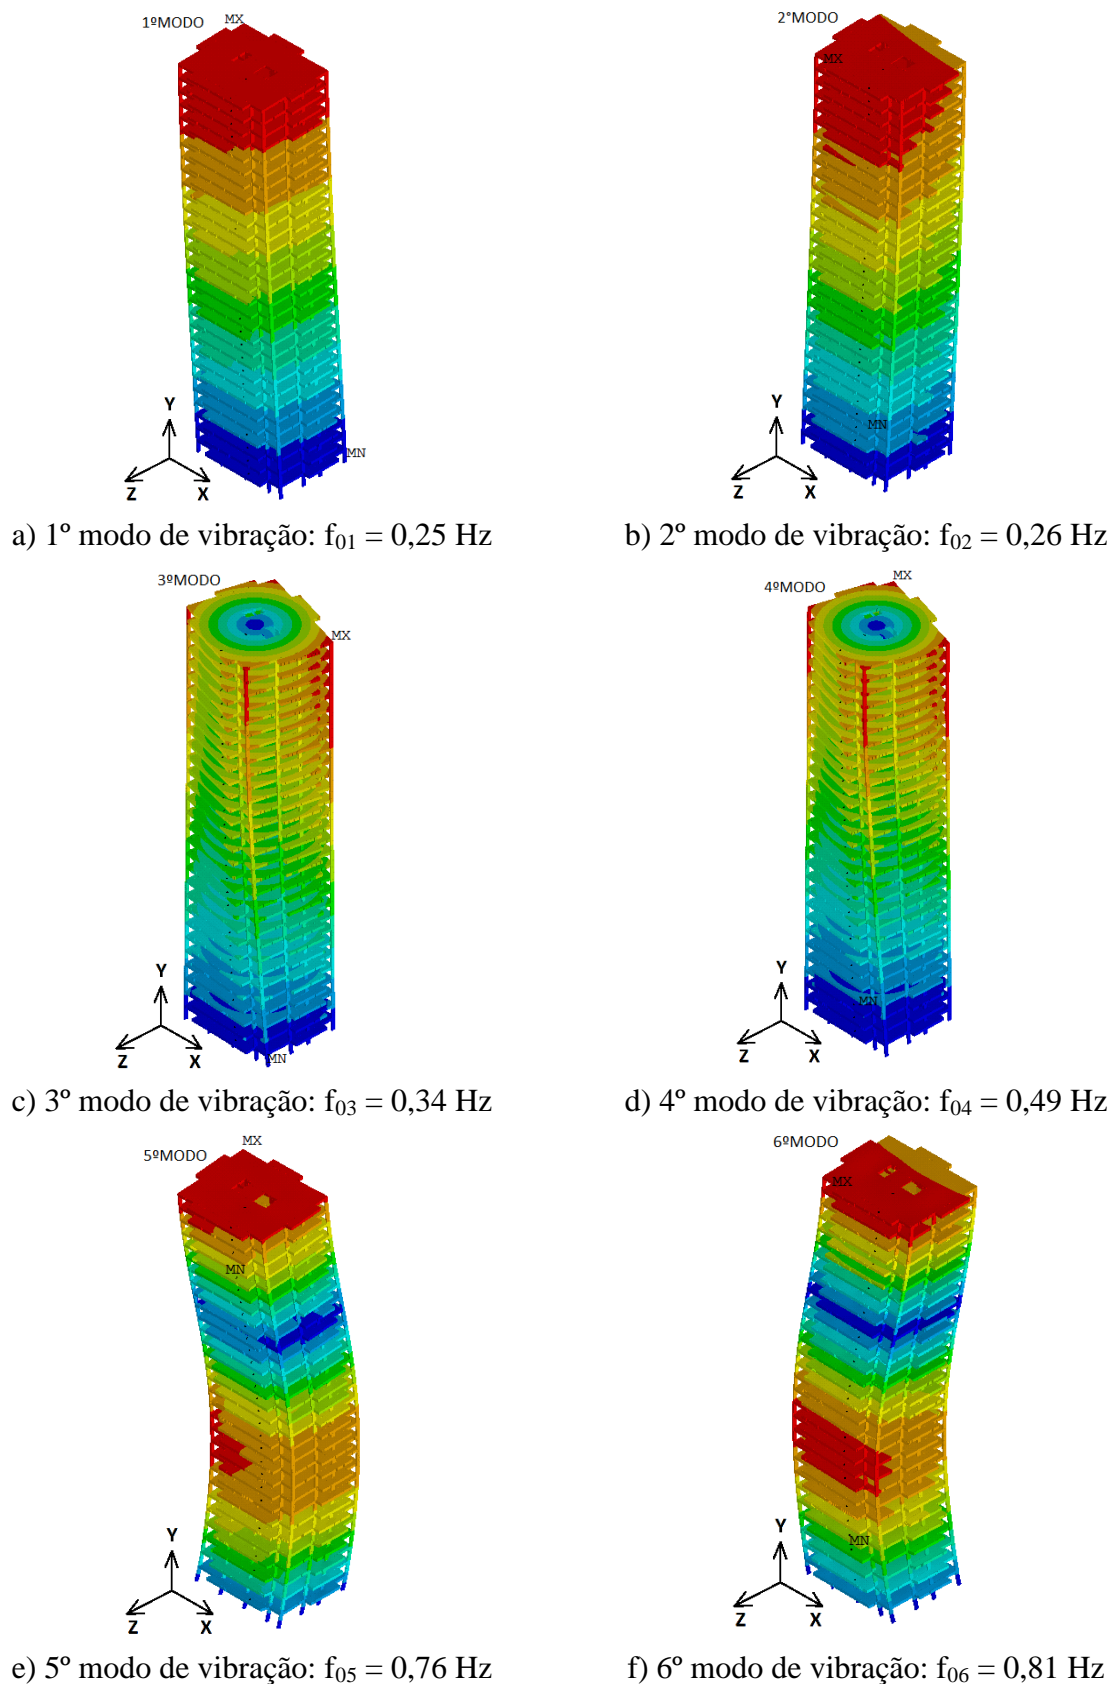 1ºMODO
MX
MN
Y
Z
X
2°MODO
MX
MN
Y
Z
X
a) 1º modo de vibração: f01 = 0,25 Hz
b) 2º modo de vibração: f02 = 0,26 Hz
3ºMODO
MX
MN
Y
Z
X
4ºMODO
MX
MN
Y
Z
X
c) 3º modo de vibração: f03 = 0,34 Hz
d) 4º modo de vibração: f04 = 0,49 Hz
5ºMODO
MX
MN
Y
Z
X
6ºMODO
MX
MN
Y
Z
X
e) 5º modo de vibração: f05 = 0,76 Hz
f) 6º modo de vibração: f06 = 0,81 Hz